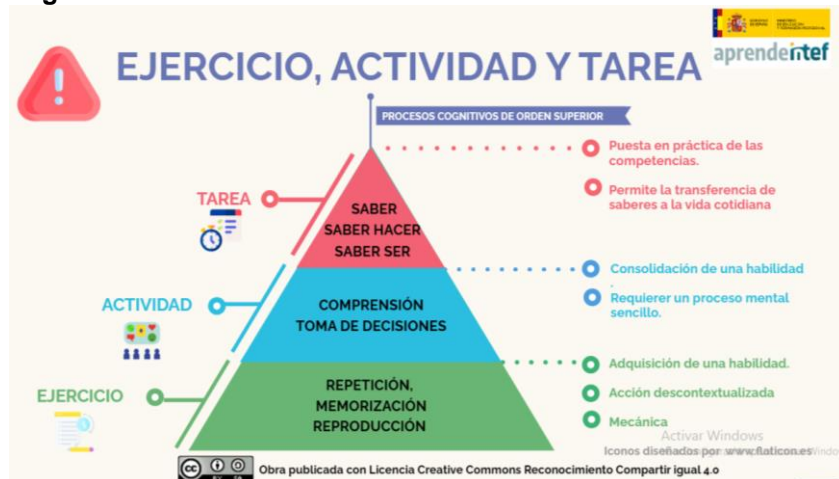 EJERCICIO, ACTIVIDAD Y TAREA
aprendeintef
PROCESOS COGNITIVOS DE ORDEN SUPERIOR
Puesta en práctica de las
competencias.
Permite la transferencia de
saberes a la vida cotidiana
TAREA
SABER
SABER HACER
SABER SER
Consolidación de una habilidad
.
Requierer un proceso mental
sencillo.
ACTIVIDAD
COMPRENSIÓN
TOMA DE DECISIONES
Adquisición de una habilidad.
Acción descontextualizada
Mecánica
EJERCICIO
REPETICIÓN,
MEMORIZACIÓN
REPRODUCCIÓN
Activar Windows
Iconos diseñados por www.flaticon.es
cc
Obra publicada con Licencia Creative Commons Reconocimiento Compartir igual 4.0